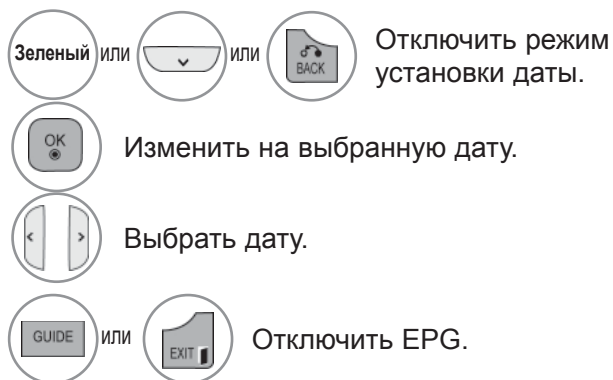 Зеленый или или BACK Отключить режим
установки даты.
OK Изменить на выбранную дату.
Выбрать дату.
GUIDE или EXIT Отключить EPG.